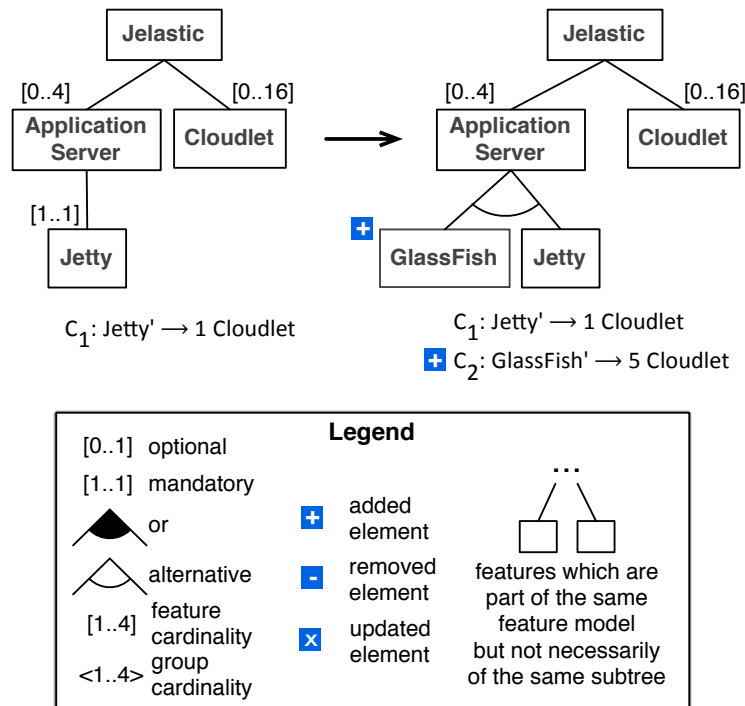 Jelastic
[0..4]
[0..16]
Application
Server
Cloudlet
[1..1]
Jetty
C1: Jetty' → 1 Cloudlet
Jelastic
[0..4]
[0..16]
Application
Server
Cloudlet
+
GlassFish
Jetty
C1: Jetty' → 1 Cloudlet
+ C2: GlassFish' → 5 Cloudlet
Legend
[0..1] optional
[1..1] mandatory
or
alternative
[1..4] feature
cardinality
<1..4> group
cardinality
+ added
element
- removed
element
x updated
element
...
features which are
part of the same
feature model
but not necessarily
of the same subtree